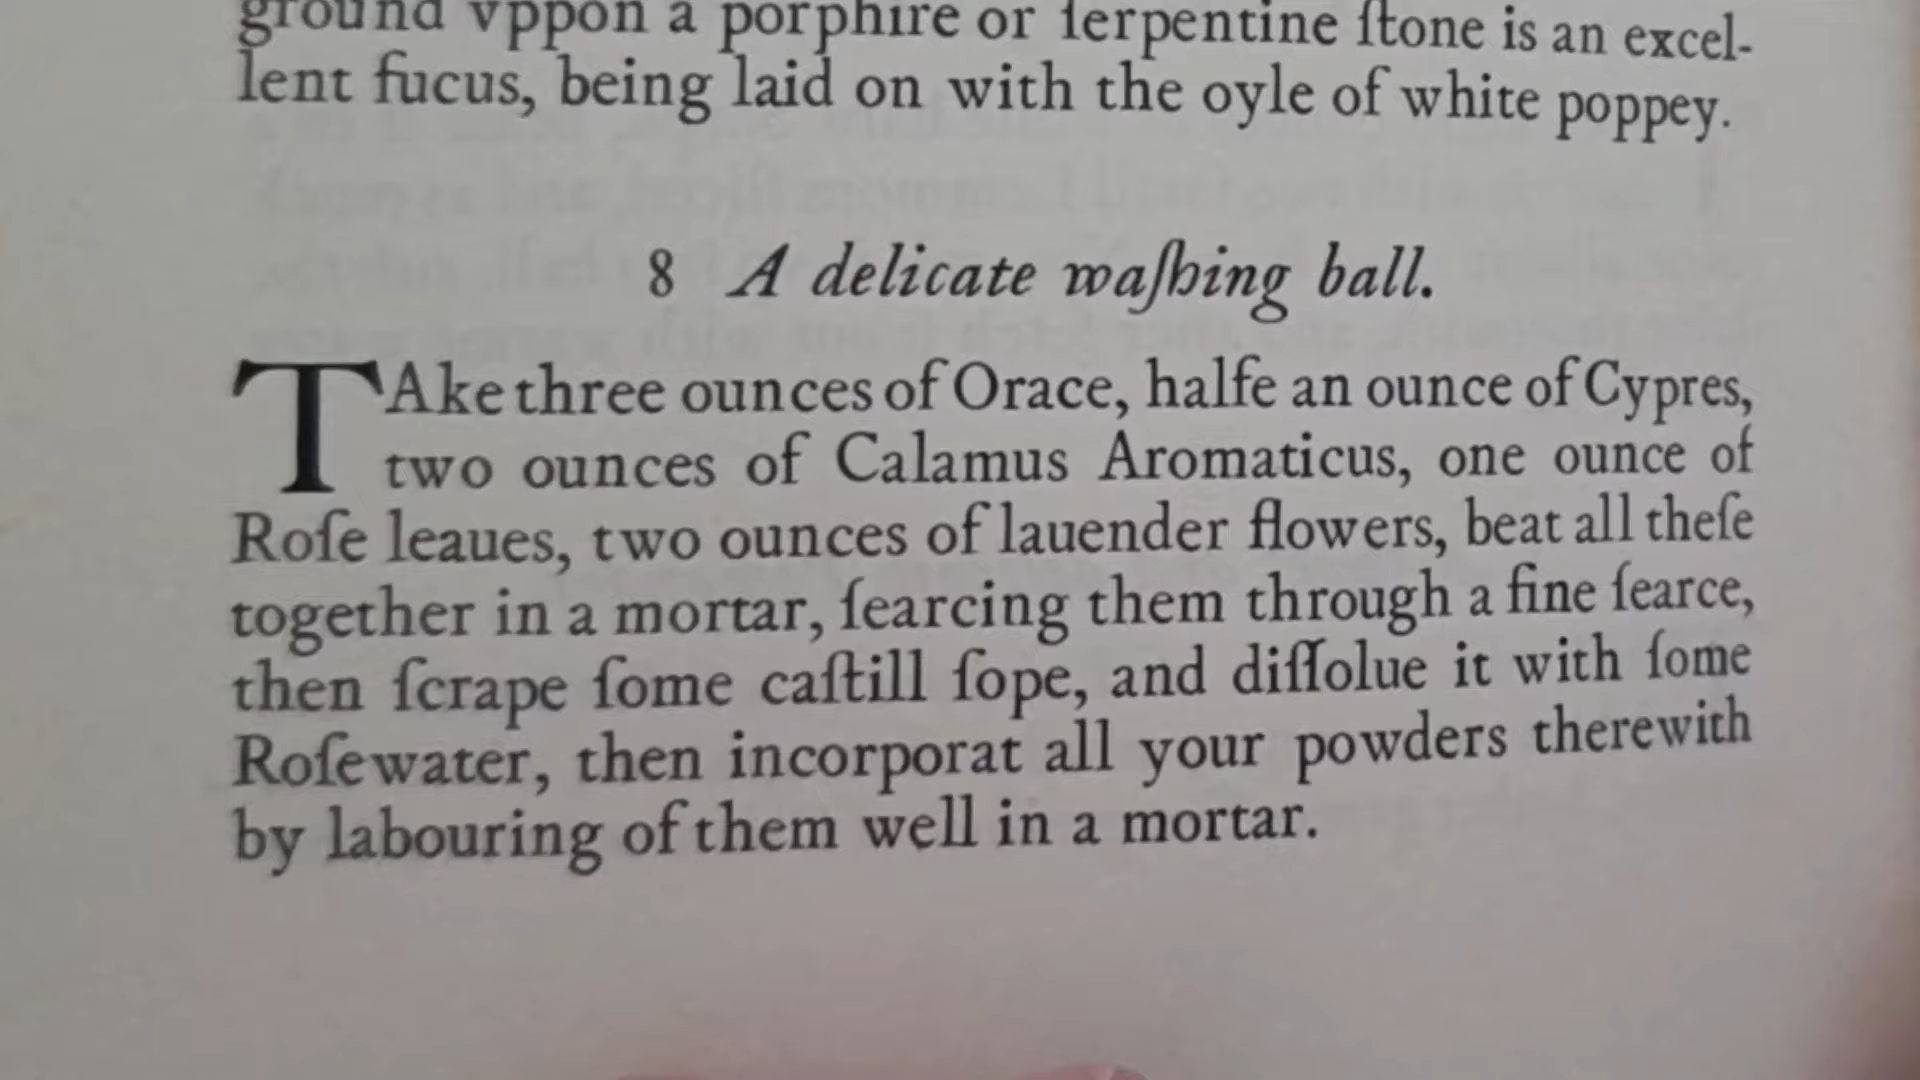 ground vppon a porphire or ſerpentine ſtone is an excel-
lent fucus, being laid on with the oyle of white poppey.
8 A delicate waſhing ball.
TAke three ounces of Orace, halfe an ounce of Cypres,
two ounces of Calamus Aromaticus, one ounce of
Roſe leaues, two ounces of lauender flowers, beat all theſe
together in a mortar, ſearcing them through a fine ſearce,
then ſcrape ſome caſtill ſope, and diſſolue it with ſome
Roſewater, then incorporat all your powders therewith
by labouring of them well in a mortar.